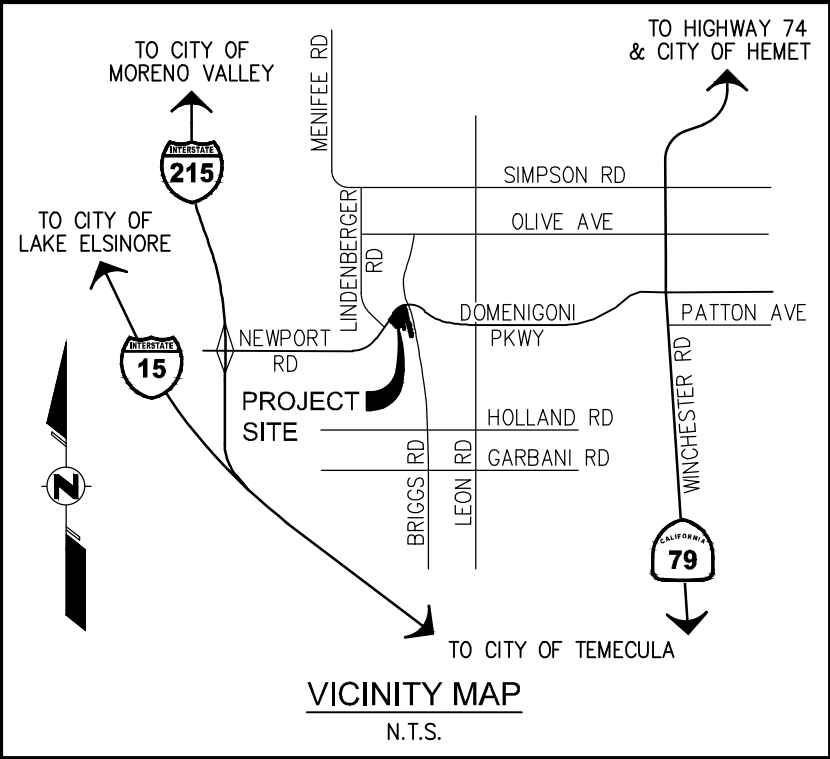 TO CITY OF
MORENO VALLEY
MENIFEE RD
TO HIGHWAY 74
& CITY OF HEMET
INTERSTATE
215
SIMPSON RD
TO CITY OF
LAKE ELSINORE
LINDENBERGER
RD
OLIVE AVE
DOMENIGONI
PKWY
PATTON AVE
NEWPORT
RD
INTERSTATE
15
PROJECT
SITE
WINCHESTER RD
HOLLAND RD
GARBANI RD
BRIGGS RD
LEON RD
N
CALIFORNIA
79
TO CITY OF TEMECULA
VICINITY MAP
N.T.S.